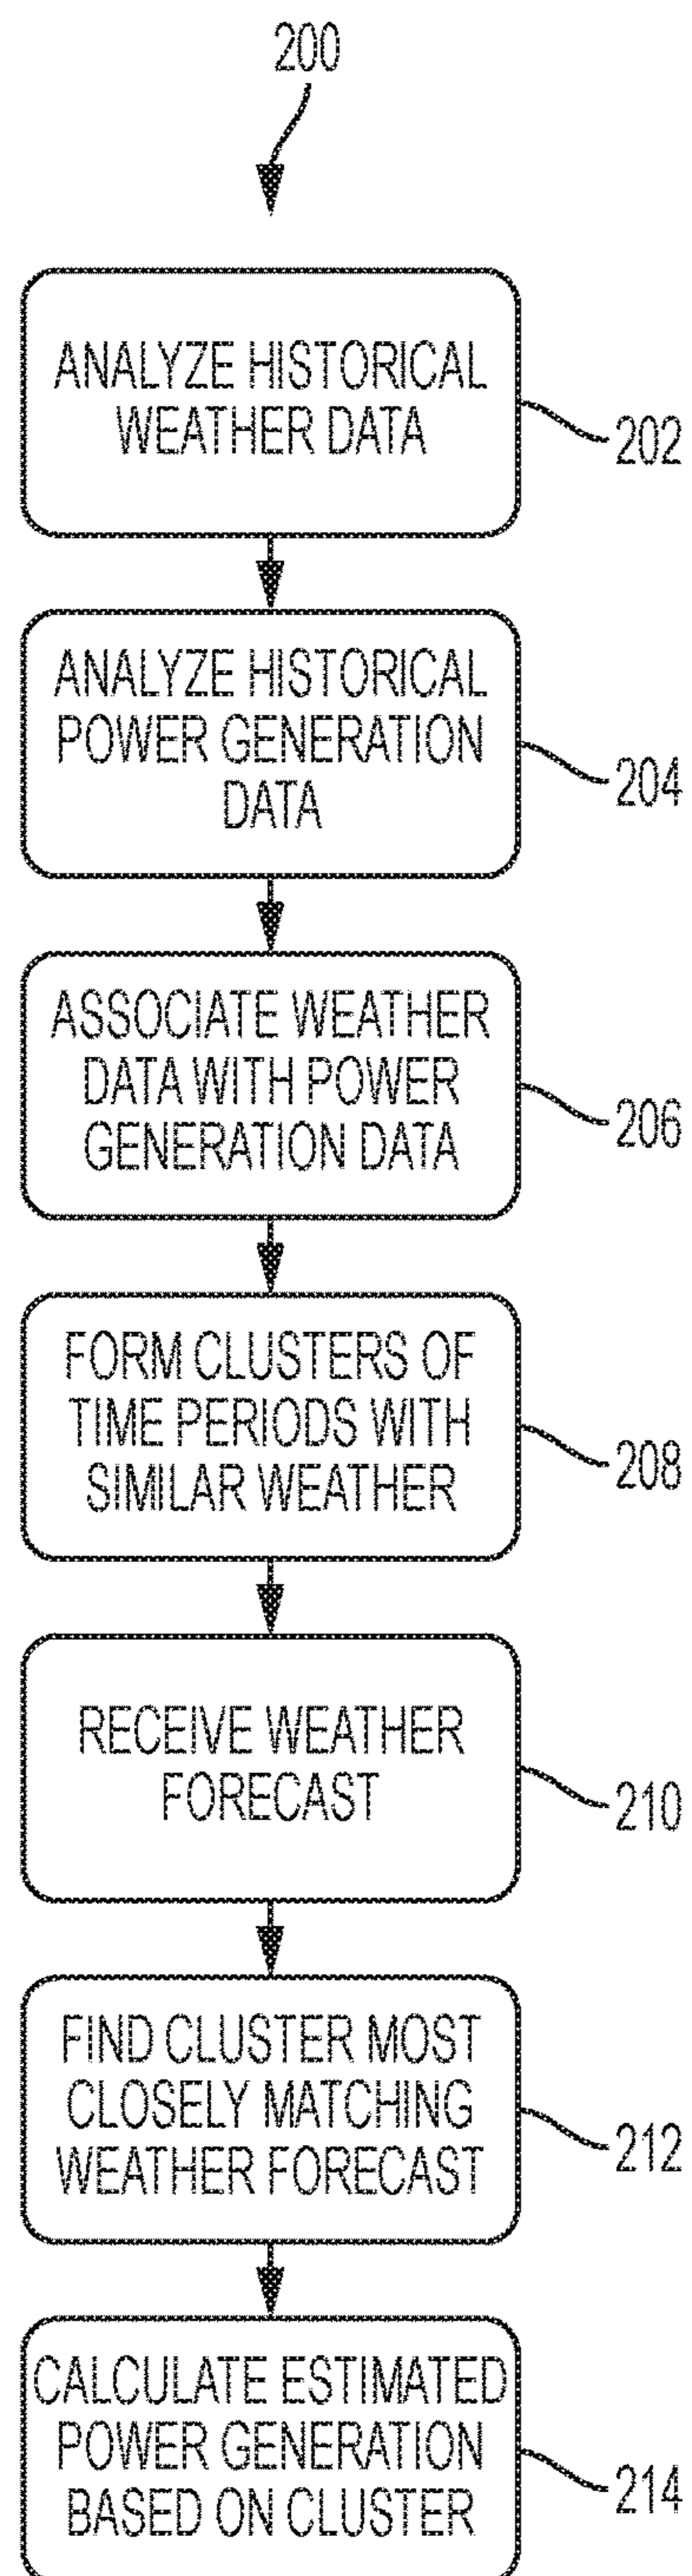 200
ANALYZE HISTORICAL
WEATHER DATA
202
ANALYZE HISTORICAL
POWER GENERATION
DATA
204
ASSOCIATE WEATHER
DATA WITH POWER
GENERATION DATA
206
FORM CLUSTERS OF
TIME PERIODS WITH
SIMILAR WEATHER
208
RECEIVE WEATHER
FORECAST
210
FIND CLUSTER MOST
CLOSELY MATCHING
WEATHER FORECAST
212
CALCULATE ESTIMATED
POWER GENERATION
BASED ON CLUSTER
214